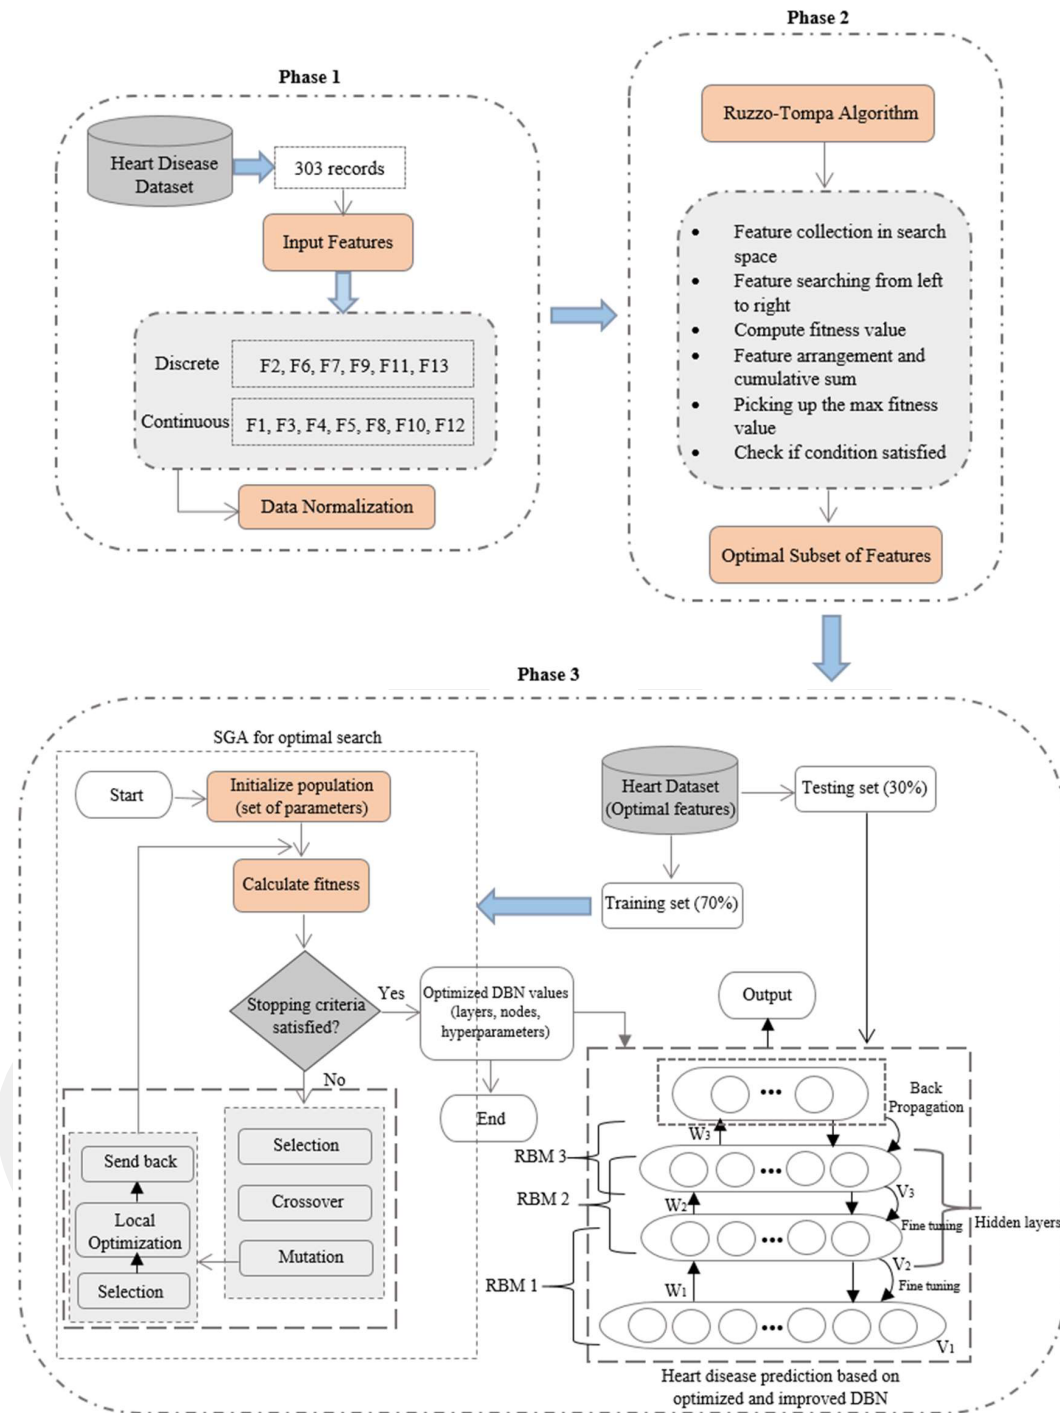 Phase 1
Heart Disease
Dataset
303 records
Input Features
Discrete
F2, F6, F7, F9, F11, F13
Continuous
F1, F3, F4, F5, F8, F10, F12
Data Normalization
Phase 2
Ruzzo-Tompa Algorithm
• Feature collection in search
space
• Feature searching from left
to right
• Compute fitness value
• Feature arrangement and
cumulative sum
• Picking up the max fitness
value
• Check if condition satisfied
Optimal Subset of Features
Phase 3
SGA for optimal search
Start
Initialize population
(set of parameters)
Calculate fitness
Stopping criteria
satisfied?
Yes
No
Optimized DBN values
(layers, nodes,
hyperparameters)
End
Selection
Crossover
Mutation
Send back
Local
Optimization
Selection
Heart Dataset
(Optimal features)
Testing set (30%)
Training set (70%)
Output
Back
Propagation
W3
RBM 3
RBM 2
W2
V3
Fine tuning
Hidden layers
RBM 1
W1
V2
Fine tuning
V1
Heart disease prediction based on
optimized and improved DBN